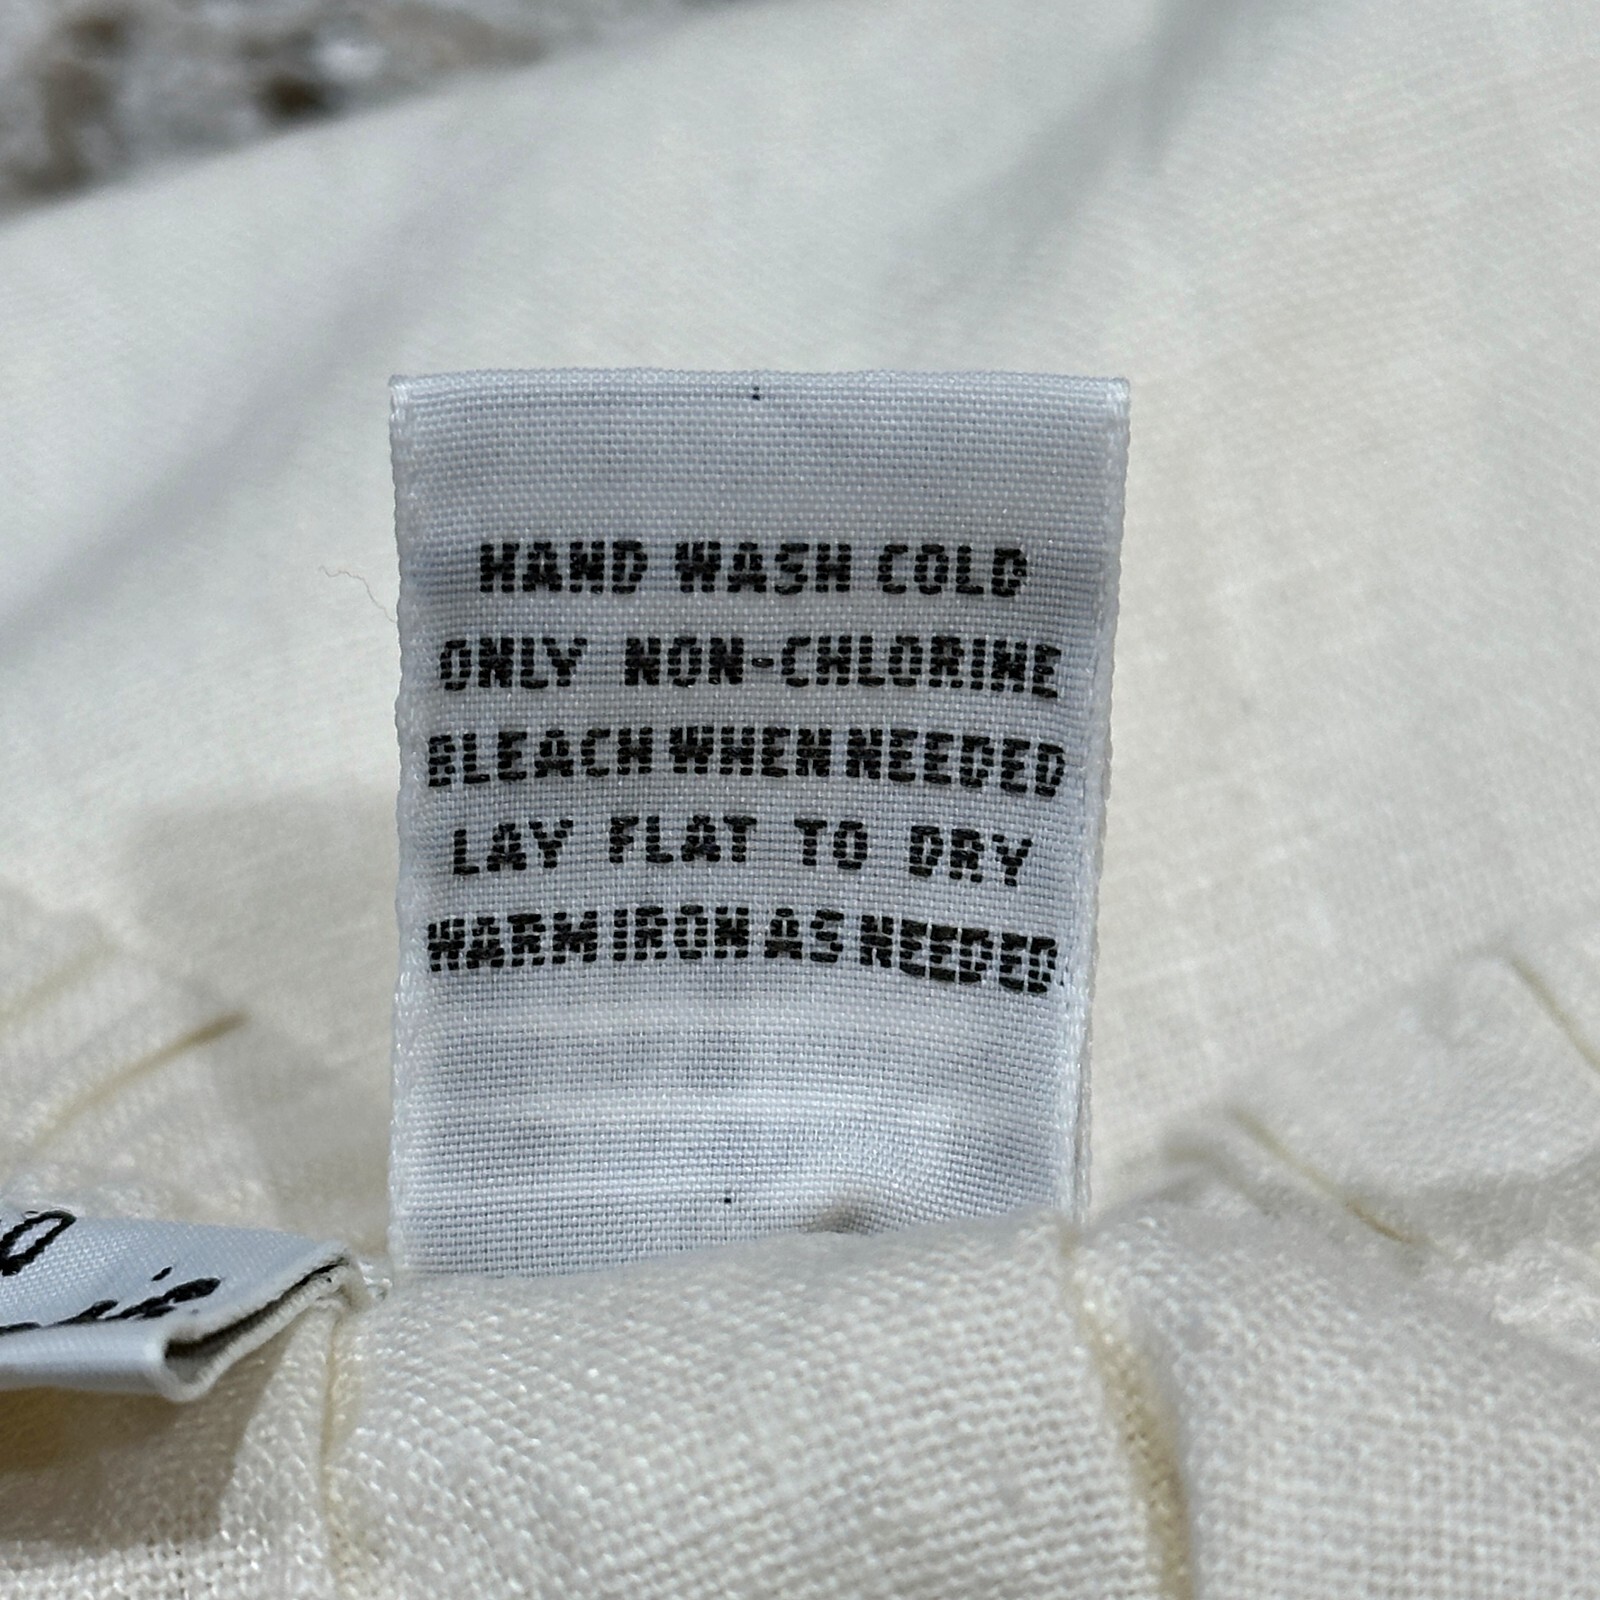 HAND WASH COLD
ONLY NON-CHLORINE
BLEACH WHEN NEEDED
LAY FLAT TO DRY
WARM IRON AS NEEDED.